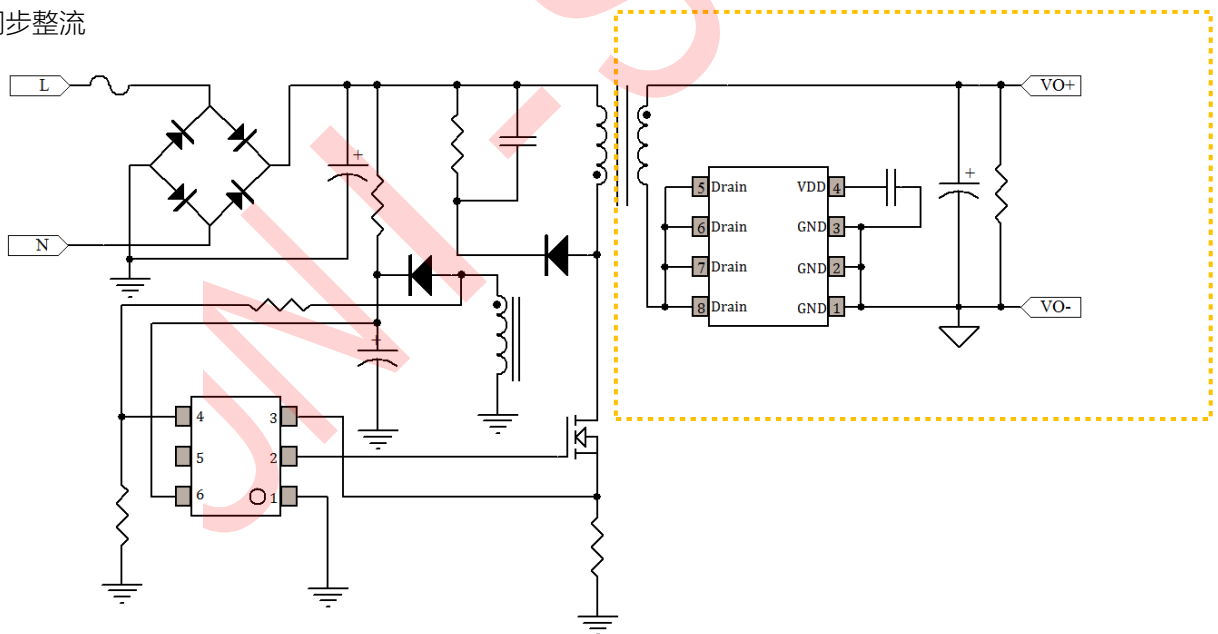 同步整流
L
VO+
5 Drain VDD 4
6 Drain GND 3
N
7 Drain GND 2
8 Drain GND 1
VO-
+
+
+
4 3
5 2
6 1